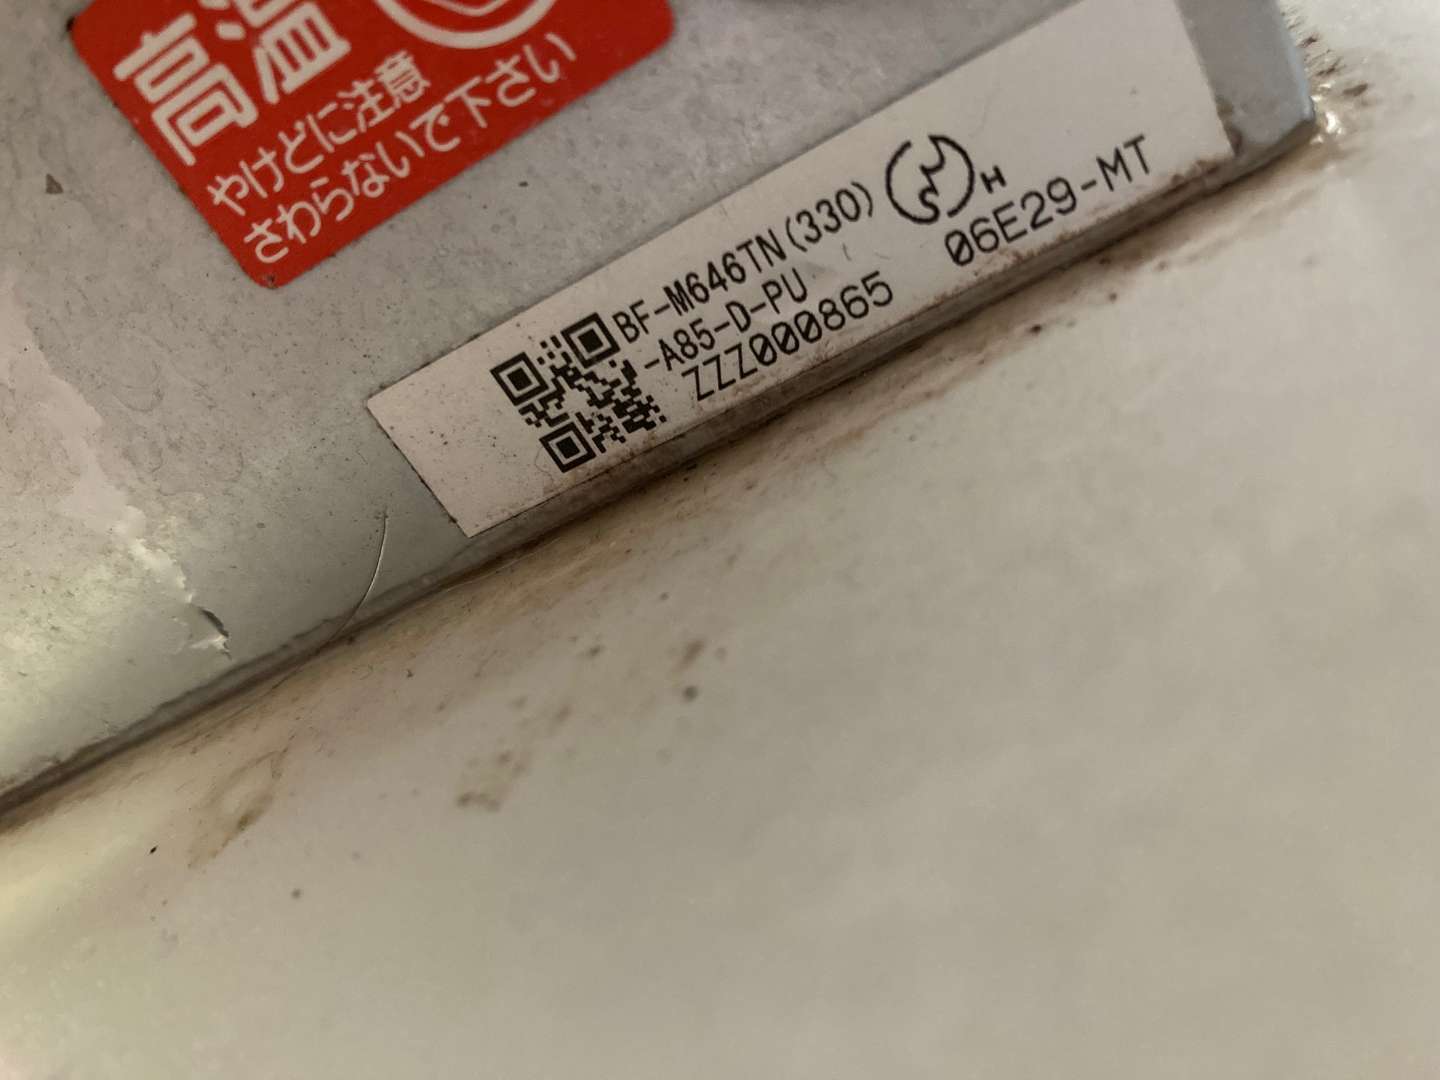 高温
やけどに注意
さわらないで下さい
BF-M646TN(330)
-A85-D-PU
ZZZ000865
H
06E29-MT